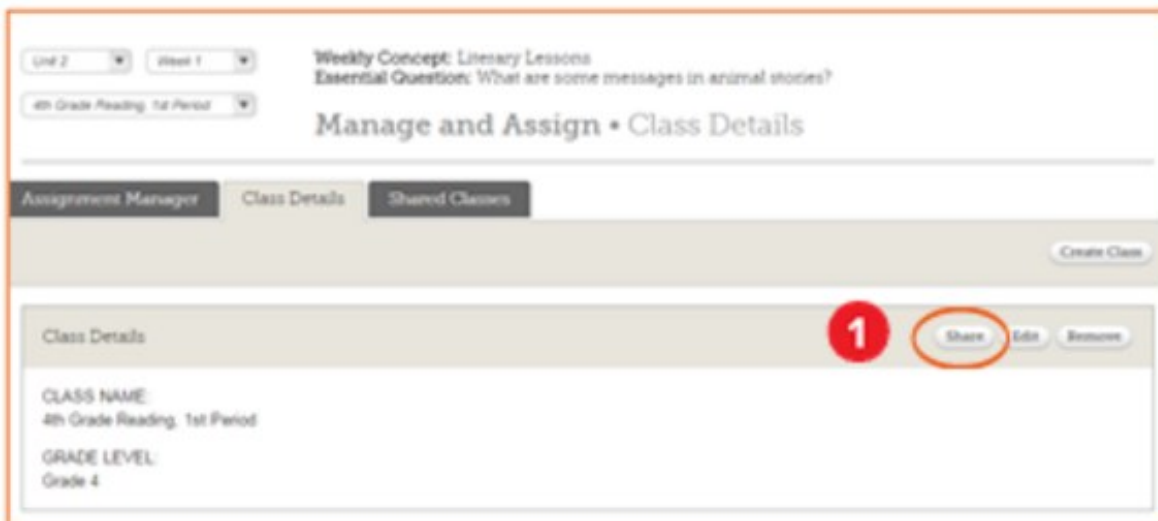 Unit 2
Week 1
4th Grade Reading, 1st Period
Weekly Concept: Literary Lessons
Essential Question: What are some messages in animal stories?
Manage and Assign • Class Details
Assignment Manager
Class Details
Shared Classes
Create Class
Class Details
1
Share
Edit
Remove
CLASS NAME:
4th Grade Reading, 1st Period
GRADE LEVEL:
Grade 4